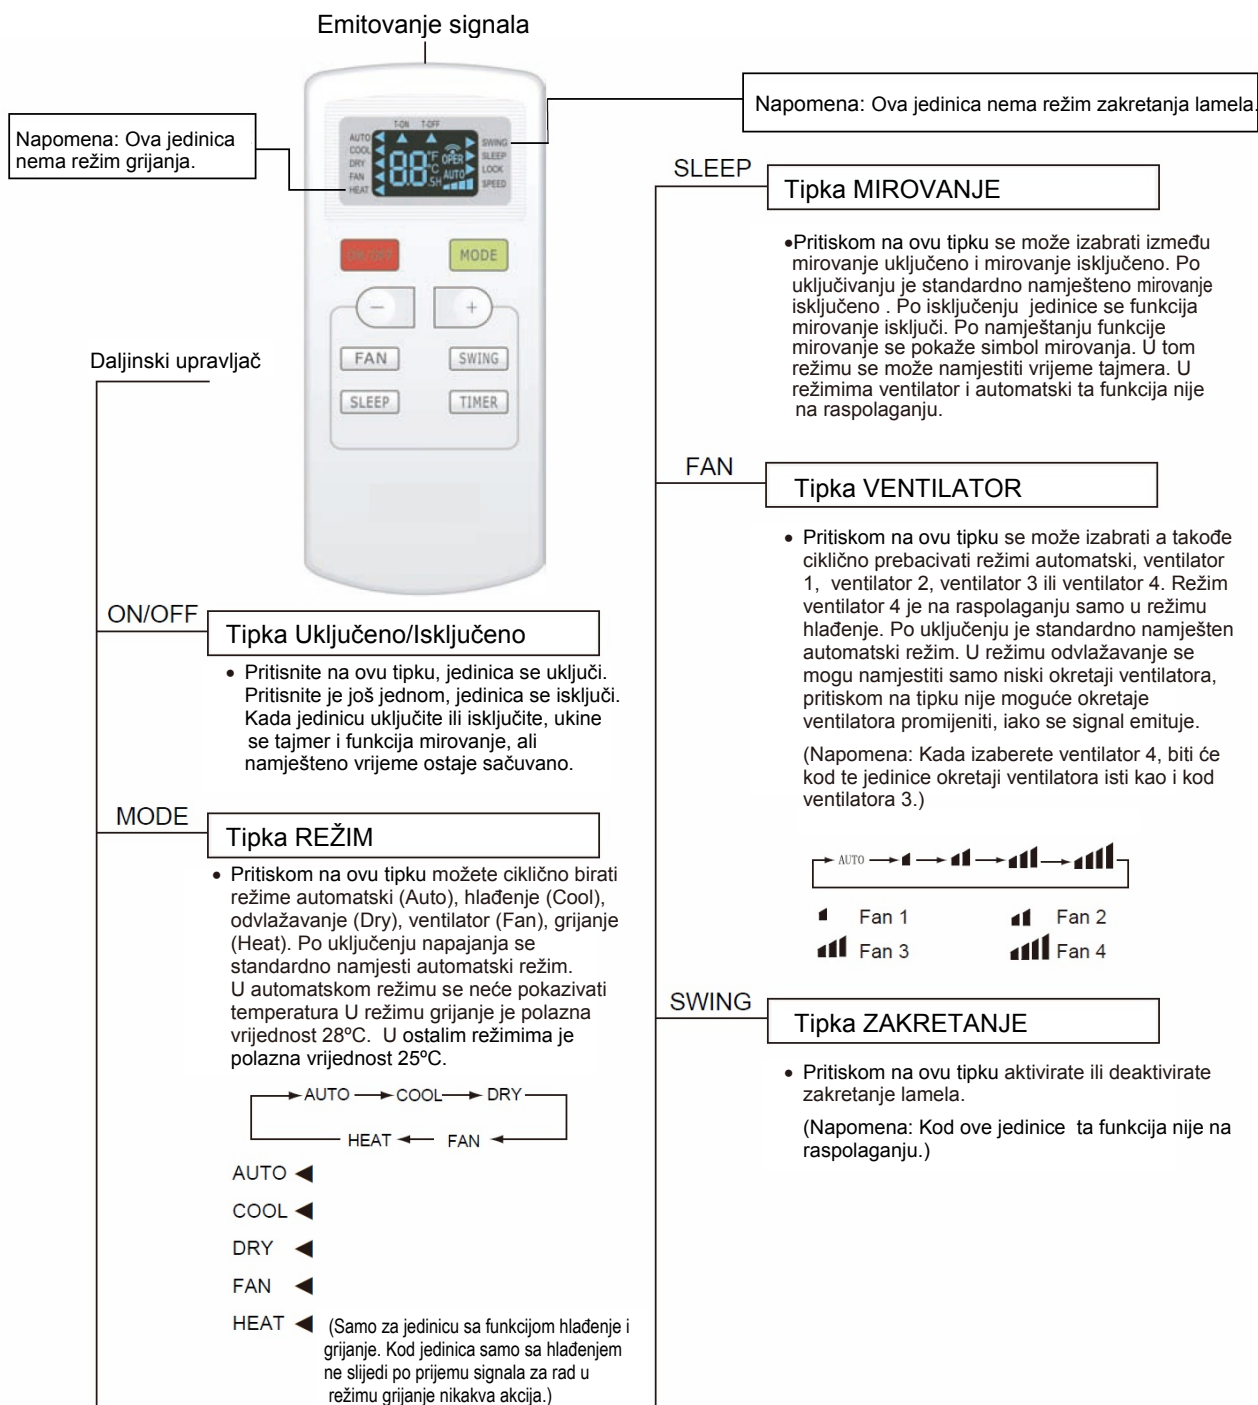 Emitovanje signala
Napomena: Ova jedinica nema režim zakretanja lamela.
Napomena: Ova jedinica
nema režim grijanja.
T-ON T-OFF
AUTO
COOL
DRY
FAN
HEAT
88
°F
°C
.5H
OPER
AUTO
SWING
SLEEP
LOCK
SPEED
ON/OFF
MODE
−
+
FAN
SWING
SLEEP
TIMER
Daljinski upravljač
ON/OFF
Tipka Uključeno/Isključeno
• Pritisnite na ovu tipku, jedinica se uključi.
Pritisnite je još jednom, jedinica se isključi.
Kada jedinicu uključite ili isključite, ukine
se tajmer i funkcija mirovanje, ali
namješteno vrijeme ostaje sačuvano.
MODE
Tipka REŽIM
• Pritiskom na ovu tipku možete ciklično birati
režime automatski (Auto), hlađenje (Cool),
odvlažavanje (Dry), ventilator (Fan), grijanje
(Heat). Po uključenju napajanja se
standardno namjesti automatski režim.
U automatskom režimu se neće pokazivati
temperatura U režimu grijanje je polazna
vrijednost 28ºC. U ostalim režimima je
polazna vrijednost 25ºC.
AUTO COOL DRY
HEAT FAN
AUTO
COOL
DRY
FAN
HEAT
(Samo za jedinicu sa funkcijom hlađenje i
grijanje. Kod jedinica samo sa hlađenjem
ne slijedi po prijemu signala za rad u
režimu grijanje nikakva akcija.)
SLEEP
Tipka MIROVANJE
•Pritiskom na ovu tipku se može izabrati između
mirovanje uključeno i mirovanje isključeno. Po
uključivanju je standardno namješteno mirovanje
isključeno . Po isključenju jedinice se funkcija
mirovanje isključi. Po namještanju funkcije
mirovanje se pokaže simbol mirovanja. U tom
režimu se može namjestiti vrijeme tajmera. U
režimima ventilator i automatski ta funkcija nije
na raspolaganju.
FAN
Tipka VENTILATOR
• Pritiskom na ovu tipku se može izabrati a takođe
ciklično prebacivati režimi automatski, ventilator
1, ventilator 2, ventilator 3 ili ventilator 4. Režim
ventilator 4 je na raspolaganju samo u režimu
hlađenje. Po uključenju je standardno namješten
automatski režim. U režimu odvlažavanje se
mogu namjestiti samo niski okretaji ventilatora,
pritiskom na tipku nije moguće okretaje
ventilatora promijeniti, iako se signal emituje.
(Napomena: Kada izaberete ventilator 4, biti će
kod te jedinice okretaji ventilatora isti kao i kod
ventilatora 3.)
AUTO
Fan 1 Fan 2
Fan 3 Fan 4
SWING
Tipka ZAKRETANJE
• Pritiskom na ovu tipku aktivirate ili deaktivirate
zakretanje lamela.
(Napomena: Kod ove jedinice ta funkcija nije na
raspolaganju.)